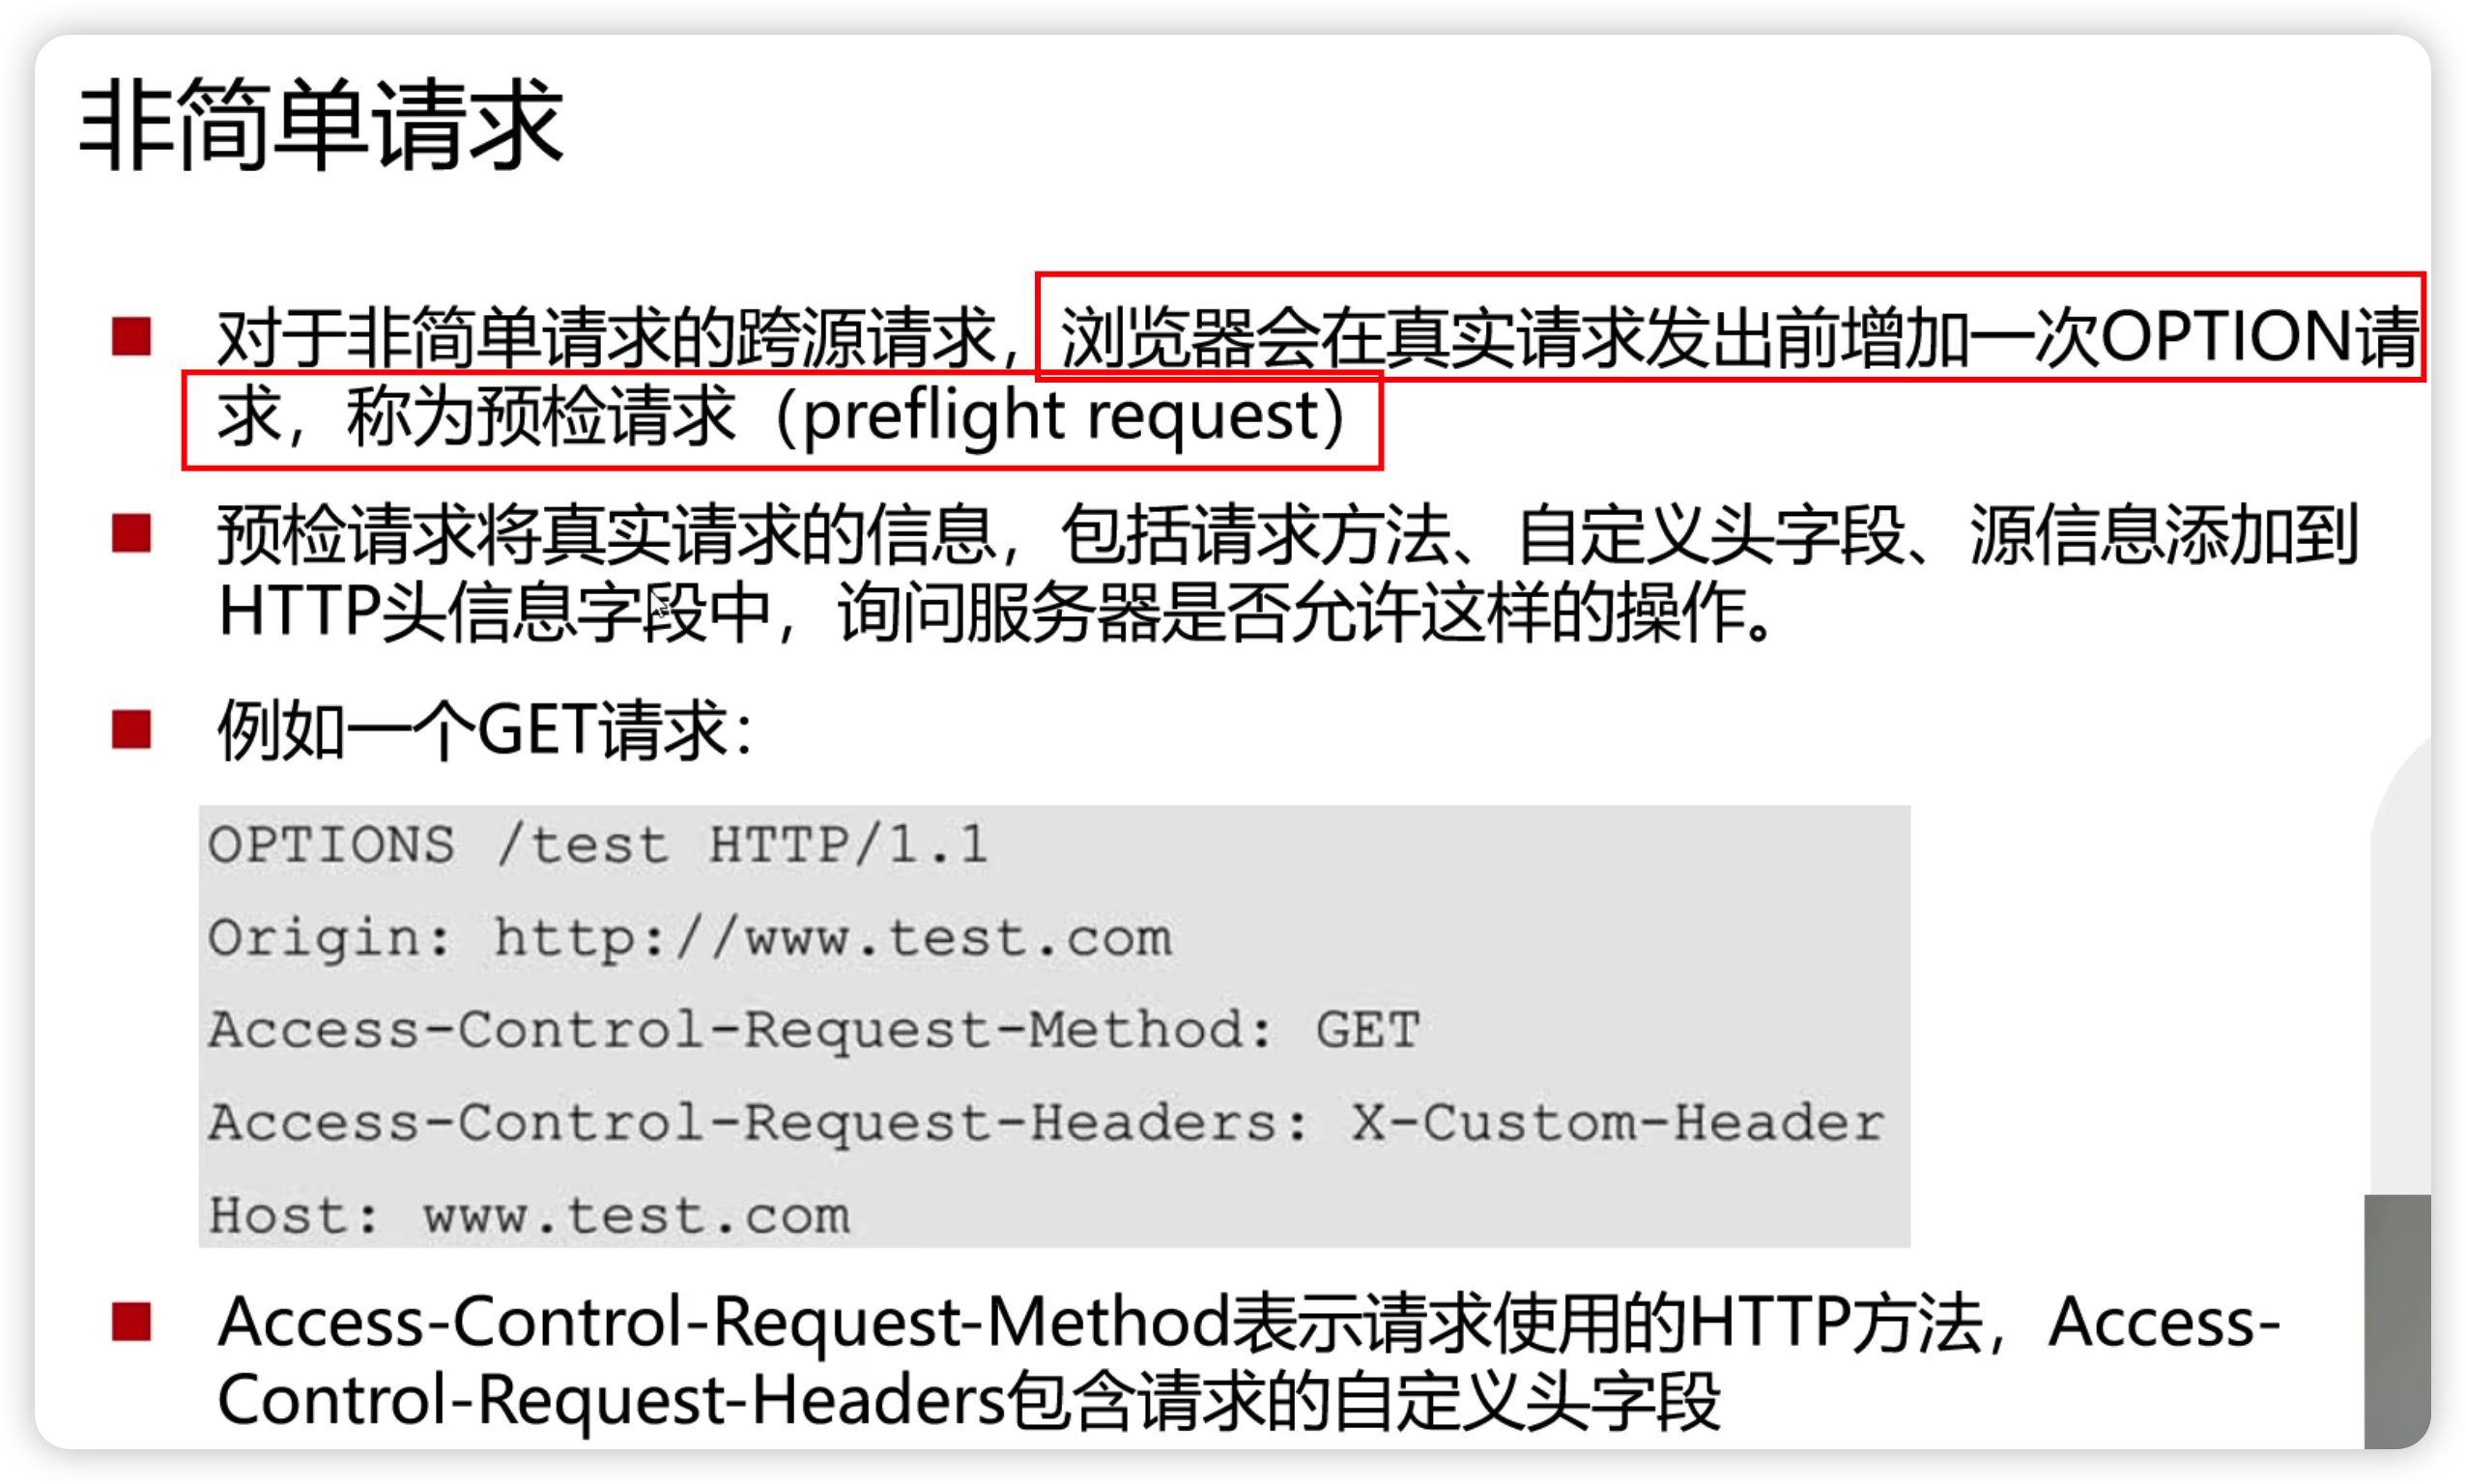 非简单请求
对于非简单请求的跨源请求，浏览器会在真实请求发出前增加一次OPTION请
求，称为预检请求（preflight request）
预检请求将真实请求的信息，包括请求方法、自定义头字段、源信息添加到
HTTP头信息字段中，询问服务器是否允许这样的操作。
例如一个GET请求：
OPTIONS /test HTTP/1.1
Origin: http://www.test.com
Access-Control-Request-Method: GET
Access-Control-Request-Headers: X-Custom-Header
Host: www.test.com
Access-Control-Request-Method表示请求使用的HTTP方法，Access-
Control-Request-Headers包含请求的自定义头字段